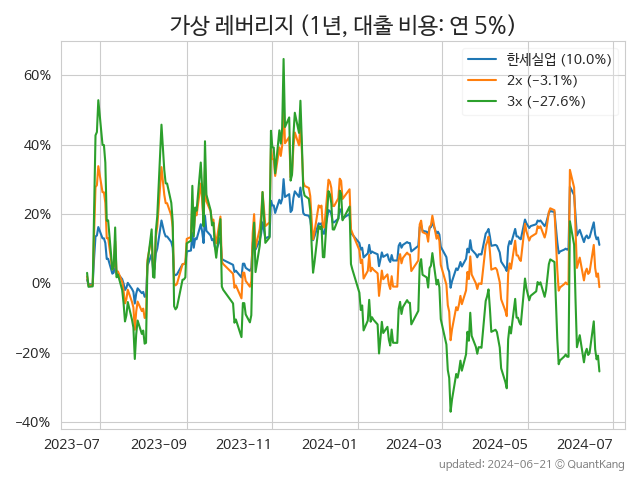 가상 레버리지 (1년, 대출 비용: 연 5%)
한세실업 (10.0%)
2x (−3.1%)
3x (−27.6%)
60%
40%
20%
0%
−20%
−40%
2023-07 2023-09 2023-11 2024-01 2024-03 2024-05 2024-07
updated: 2024-06-21 © QuantKang